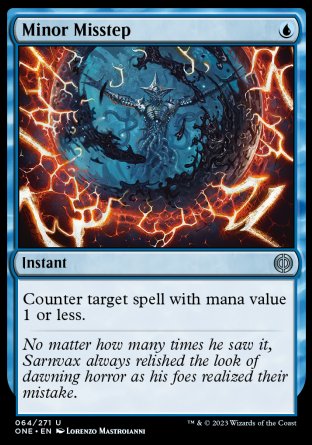 Minor Misstep
Instant
Counter target spell with mana value
1 or less.
No matter how many times he saw it,
Sarnvax always relished the look of
dawning horror as his foes realized their
mistake.
064/271 U
ONE • EN Lorenzo Mastroianni
™ & © 2023 Wizards of the Coast